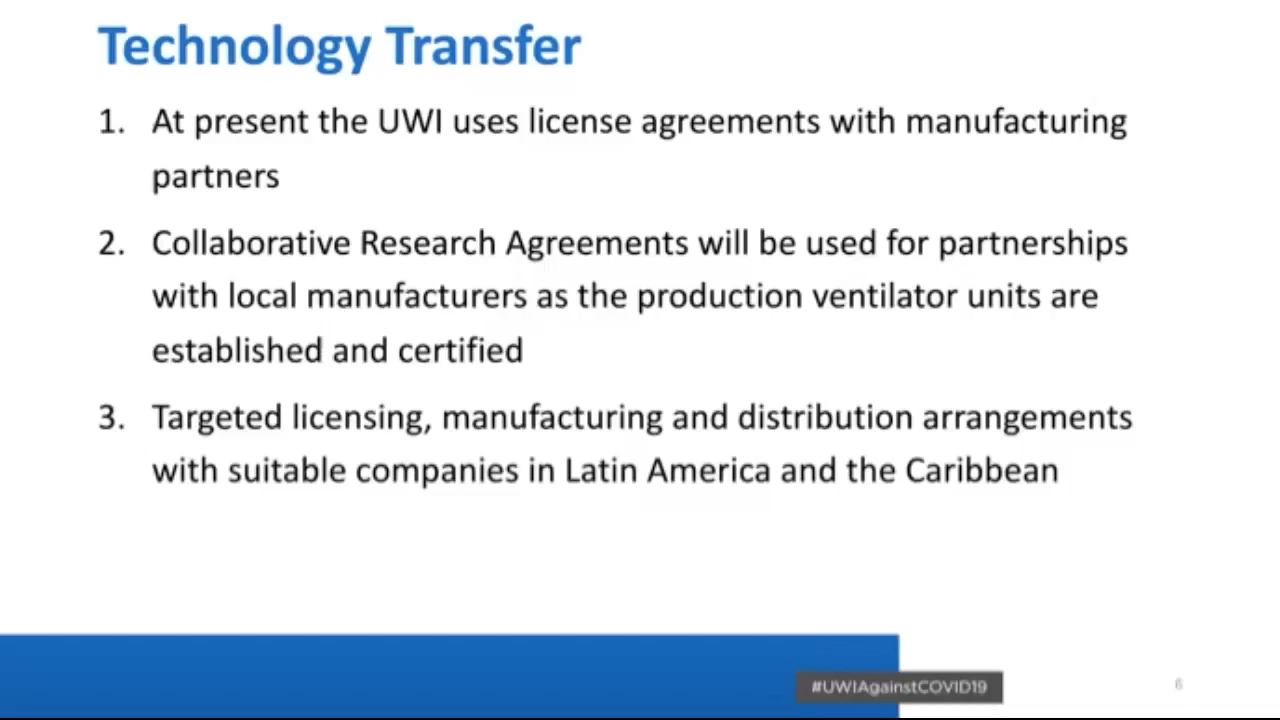 Technology Transfer
1. At present the UWI uses license agreements with manufacturing
partners
2. Collaborative Research Agreements will be used for partnerships
with local manufacturers as the production ventilator units are
established and certified
3. Targeted licensing, manufacturing and distribution arrangements
with suitable companies in Latin America and the Caribbean
#UWIAgainstCOVID19
6